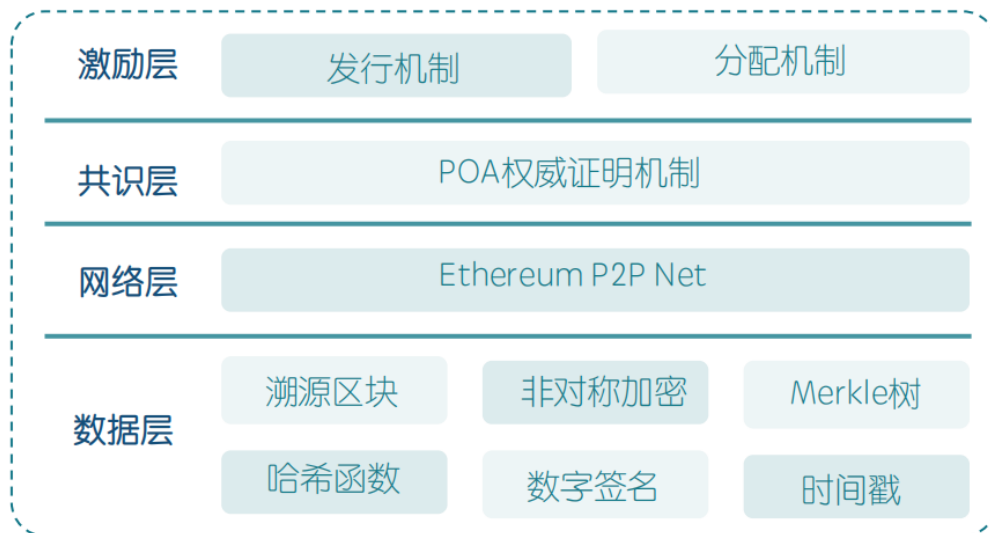 激励层 发行机制 分配机制
共识层 POA权威证明机制
网络层 Ethereum P2P Net
数据层
溯源区块 非对称加密 Merkle树
哈希函数 数字签名 时间戳